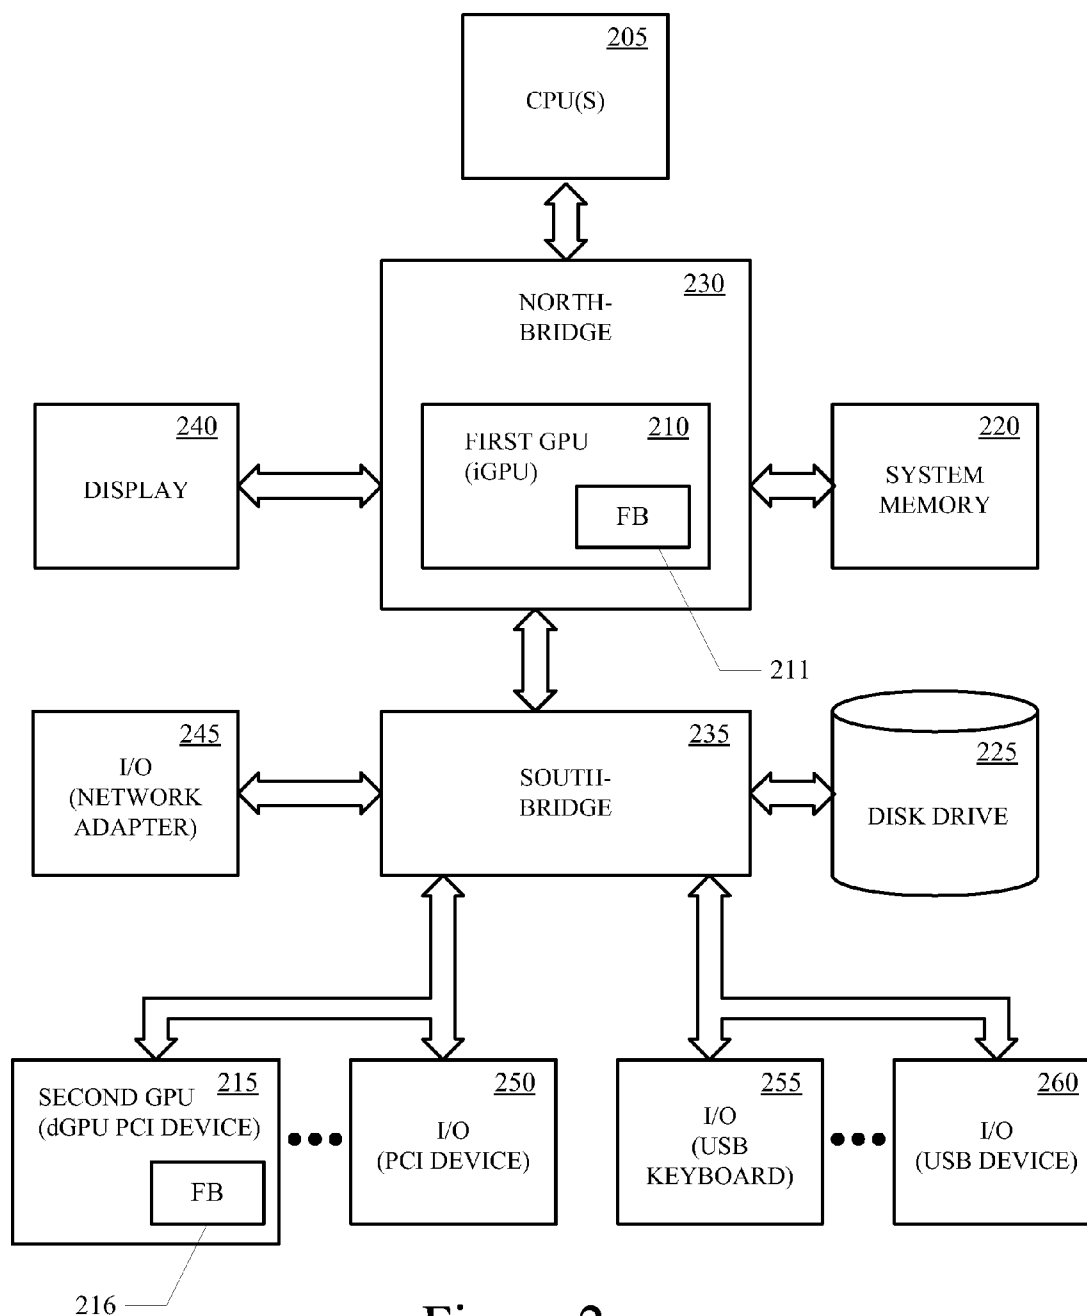 205
CPU(S)
230
NORTH-
BRIDGE
240
DISPLAY
210
FIRST GPU
(iGPU)
FB
220
SYSTEM
MEMORY
211
245
I/O
(NETWORK
ADAPTER)
235
SOUTH-
BRIDGE
225
DISK DRIVE
215
SECOND GPU
(dGPU PCI DEVICE)
FB
250
I/O
(PCI DEVICE)
255
I/O
(USB
KEYBOARD)
260
I/O
(USB DEVICE)
216
Figure 2